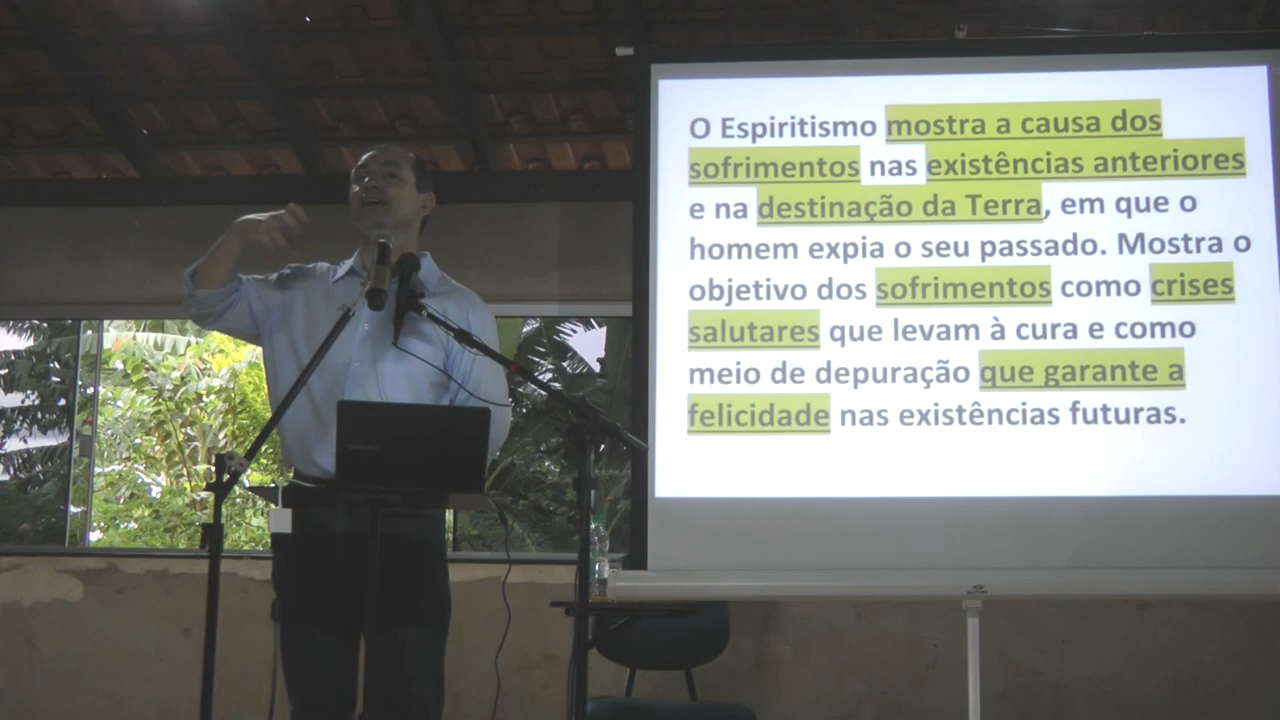 O Espiritismo mostra a causa dos
sofrimentos nas existências anteriores
e na destinação da Terra, em que o
homem expia o seu passado. Mostra o
objetivo dos sofrimentos como crises
salutares que levam à cura e como
meio de depuração que garante a
felicidade nas existências futuras.